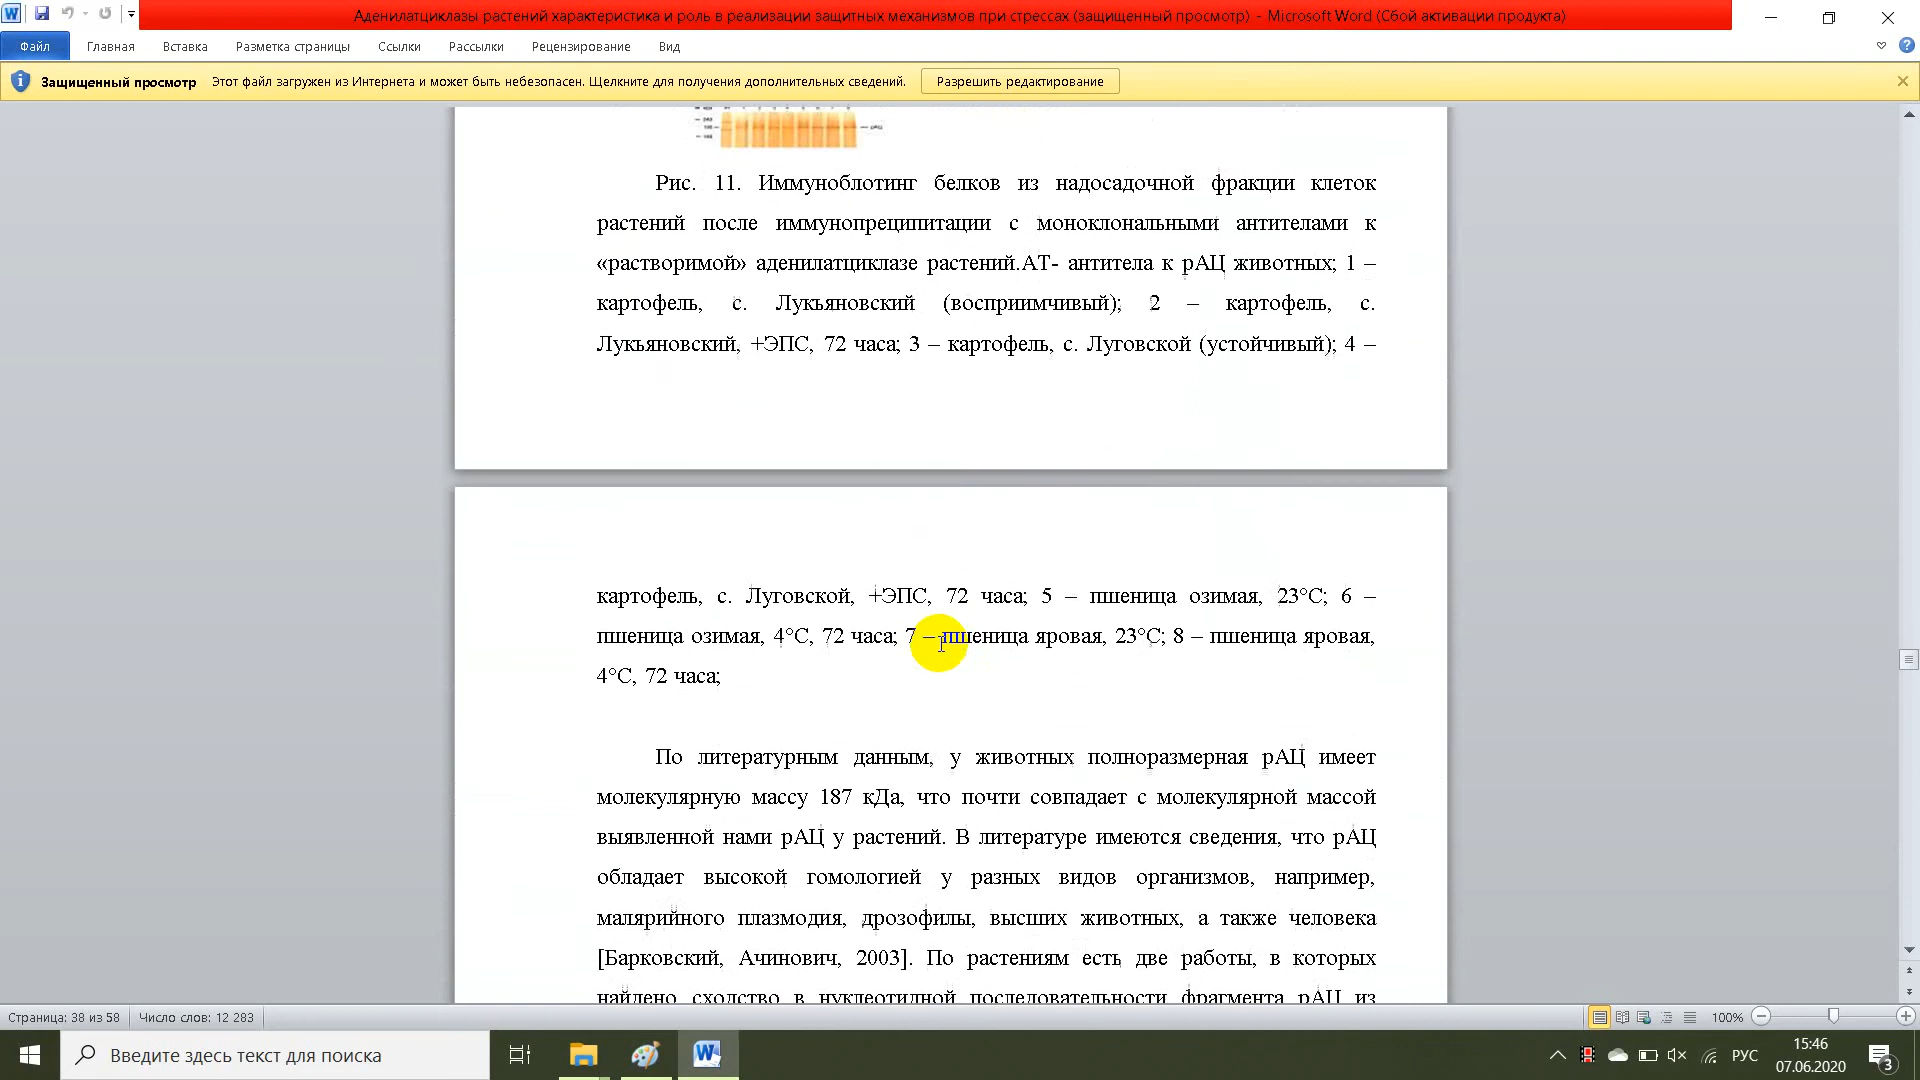 Аденилатциклазы растений характеристика и роль в реализации защитных механизмов при стрессах (защищенный просмотр) - Microsoft Word (Сбой активации продукта)
Файл Главная Вставка Разметка страницы Ссылки Рассылки Рецензирование Вид
Защищенный просмотр Этот файл загружен из Интернета и может быть небезопасен. Щелкните для получения дополнительных сведений. Разрешить редактирование
Рис. 11. Иммуноблотинг белков из надосадочной фракции клеток
растений после иммунопреципитации с моноклональными антителами к
«растворимой» аденилатциклазе растений.АТ- антитела к рАЦ животных; 1 –
картофель, с. Лукьяновский (восприимчивый); 2 – картофель, с.
Лукьяновский, +ЭПС, 72 часа; 3 – картофель, с. Луговской (устойчивый); 4 –
картофель, с. Луговской, +ЭПС, 72 часа; 5 – пшеница озимая, 23°С; 6 –
пшеница озимая, 4°С, 72 часа; 7 – пшеница яровая, 23°С; 8 – пшеница яровая,
4°С, 72 часа;
По литературным данным, у животных полноразмерная рАЦ имеет
молекулярную массу 187 кДа, что почти совпадает с молекулярной массой
выявленной нами рАЦ у растений. В литературе имеются сведения, что рАЦ
обладает высокой гомологией у разных видов организмов, например,
малярийного плазмодия, дрозофилы, высших животных, а также человека
[Барковский, Ачинович, 2003]. По растениям есть две работы, в которых
найдено сходство в нуклеотидной последовательности фрагмента рАЦ из
Страница: 38 из 58 Число слов: 12 283 100%
Введите здесь текст для поиска РУС 15:46
07.06.2020 3